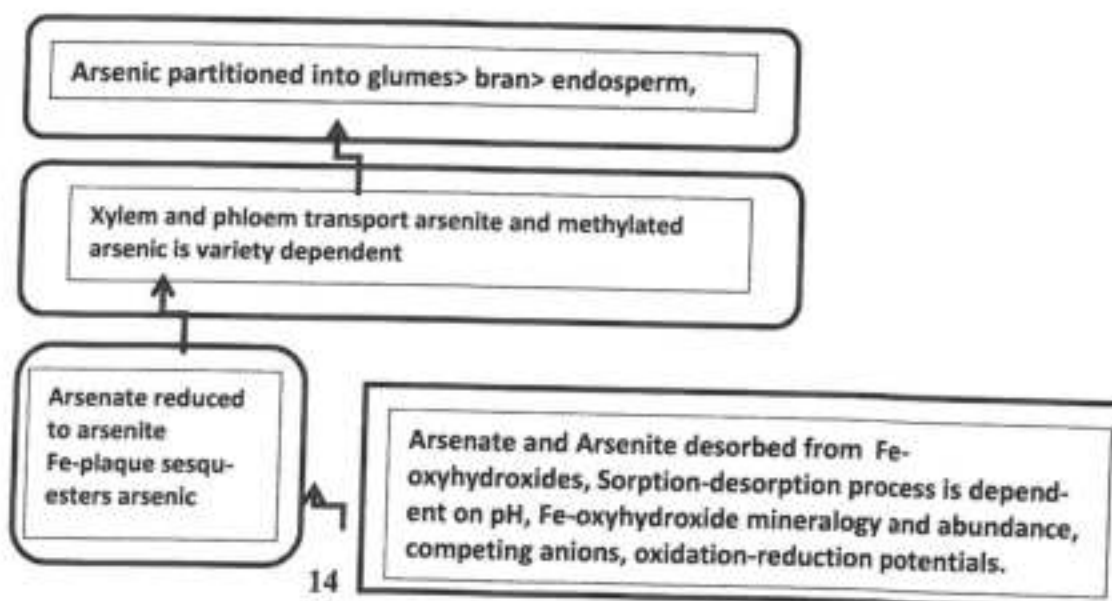 Arsenic partitioned into glumes> bran> endosperm,
Xylem and phloem transport arsenite and methylated
arsenic is variety dependent
Arsenate reduced
to arsenite
Fe-plaque sesqu-
esters arsenic
Arsenate and Arsenite desorbed from Fe-
oxyhydroxides, Sorption-desorption process is depend-
ent on pH, Fe-oxyhydroxide mineralogy and abundance,
competing anions, oxidation-reduction potentials.
14